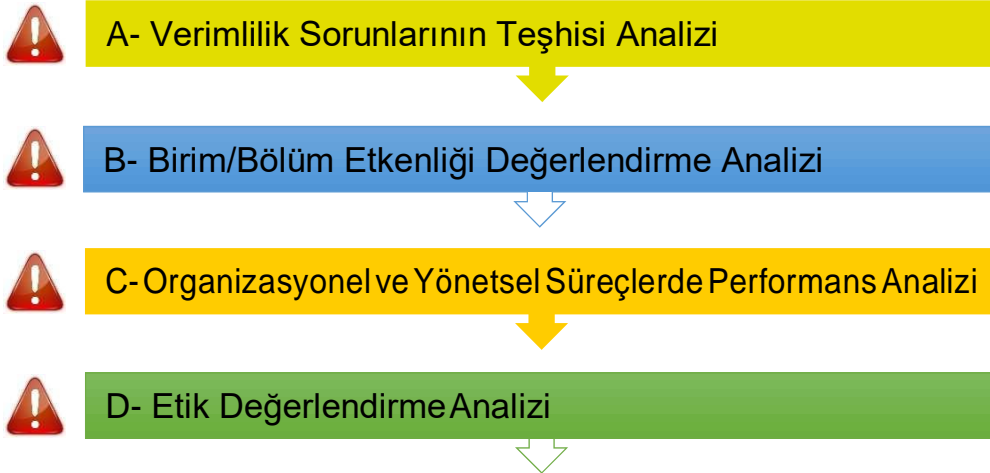 A- Verimlilik Sorunlarının Teşhisi Analizi
B- Birim/Bölüm Etkenliği Değerlendirme Analizi
C- Organizasyonel ve Yönetsel Süreçlerde Performans Analizi
D- Etik Değerlendirme Analizi